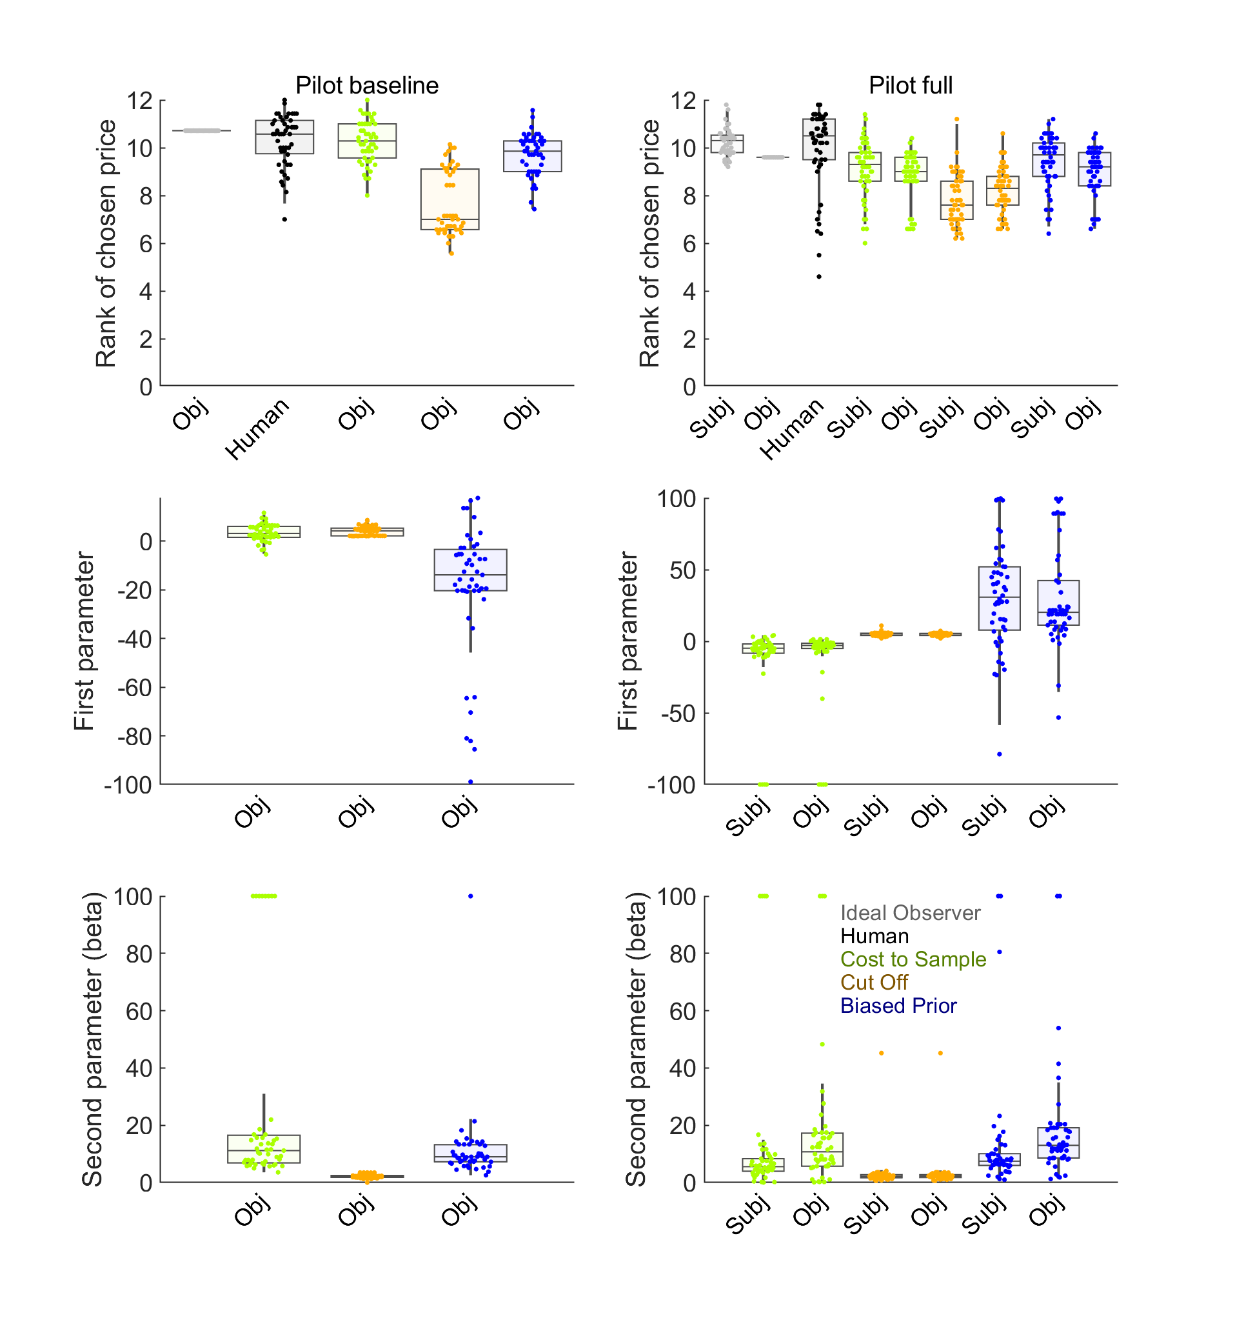 Pilot baseline
12
10
8
6
4
2
0
Rank of chosen price
Obj
Human
Obj
Obj
Obj
Pilot full
12
10
8
6
4
2
0
Rank of chosen price
Subj
Obj
Human
Subj
Obj
Subj
Obj
Subj
Obj
0
-20
-40
-60
-80
-100
First parameter
Obj
Obj
Obj
100
50
0
-50
-100
First parameter
Subj
Obj
Subj
Obj
Subj
Obj
100
80
60
40
20
0
Second parameter (beta)
Obj
Obj
Obj
100
80
60
40
20
0
Second parameter (beta)
Ideal Observer
Human
Cost to Sample
Cut Off
Biased Prior
Subj
Obj
Subj
Obj
Subj
Obj